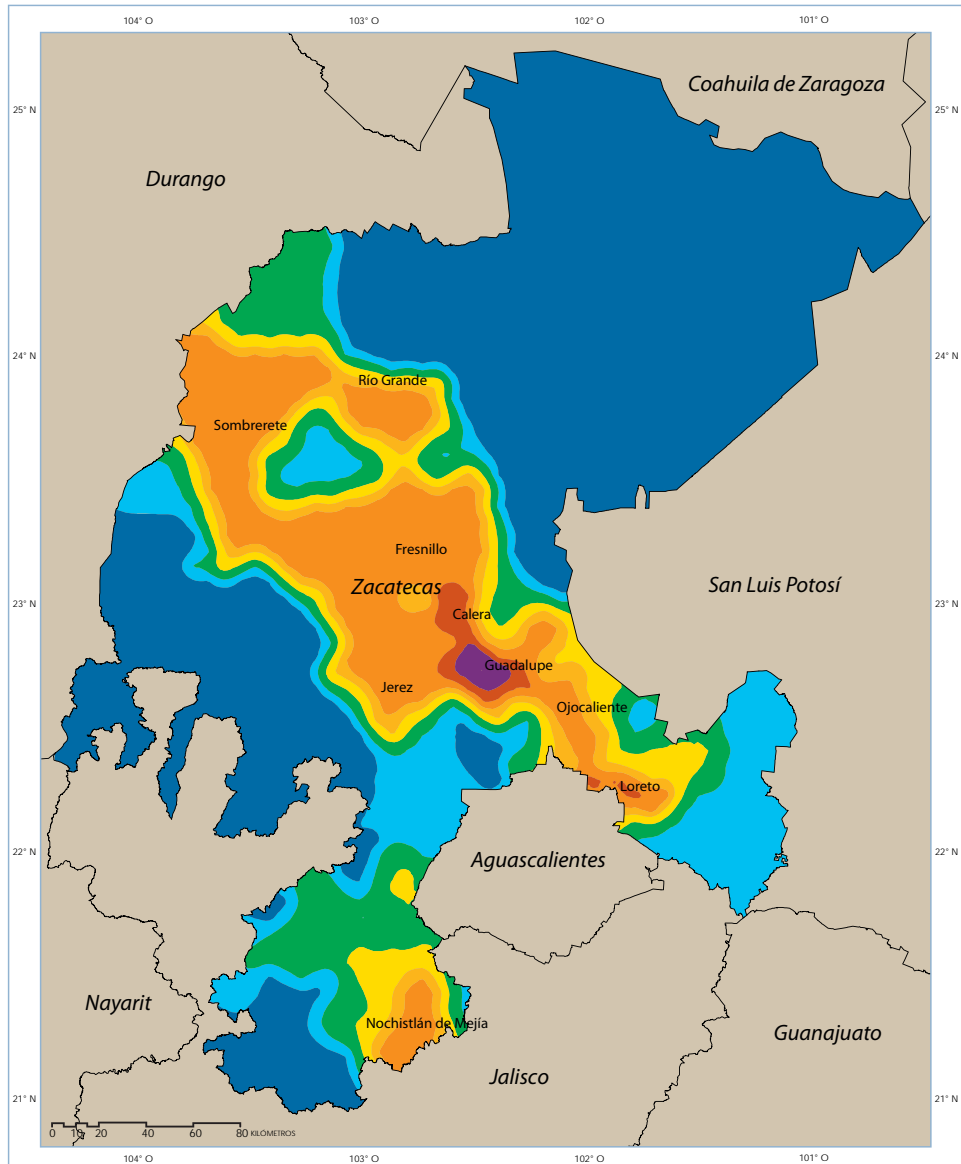 104° O 103° O 102° O 101° O
Coahuila de Zaragoza
25° N 25° N
Durango
24° N 24° N
Río Grande
Sombrerete
Fresnillo
Zacatecas
San Luis Potosí
23° N 23° N
Calera
Guadalupe
Jerez
Ojocaliente
Loreto
22° N 22° N
Aguascalientes
Nayarit
Nochistlán de Mejía
Guanajuato
Jalisco
21° N 21° N
0 10 20 40 60 80 KILÓMETROS
104° O 103° O 102° O 101° O